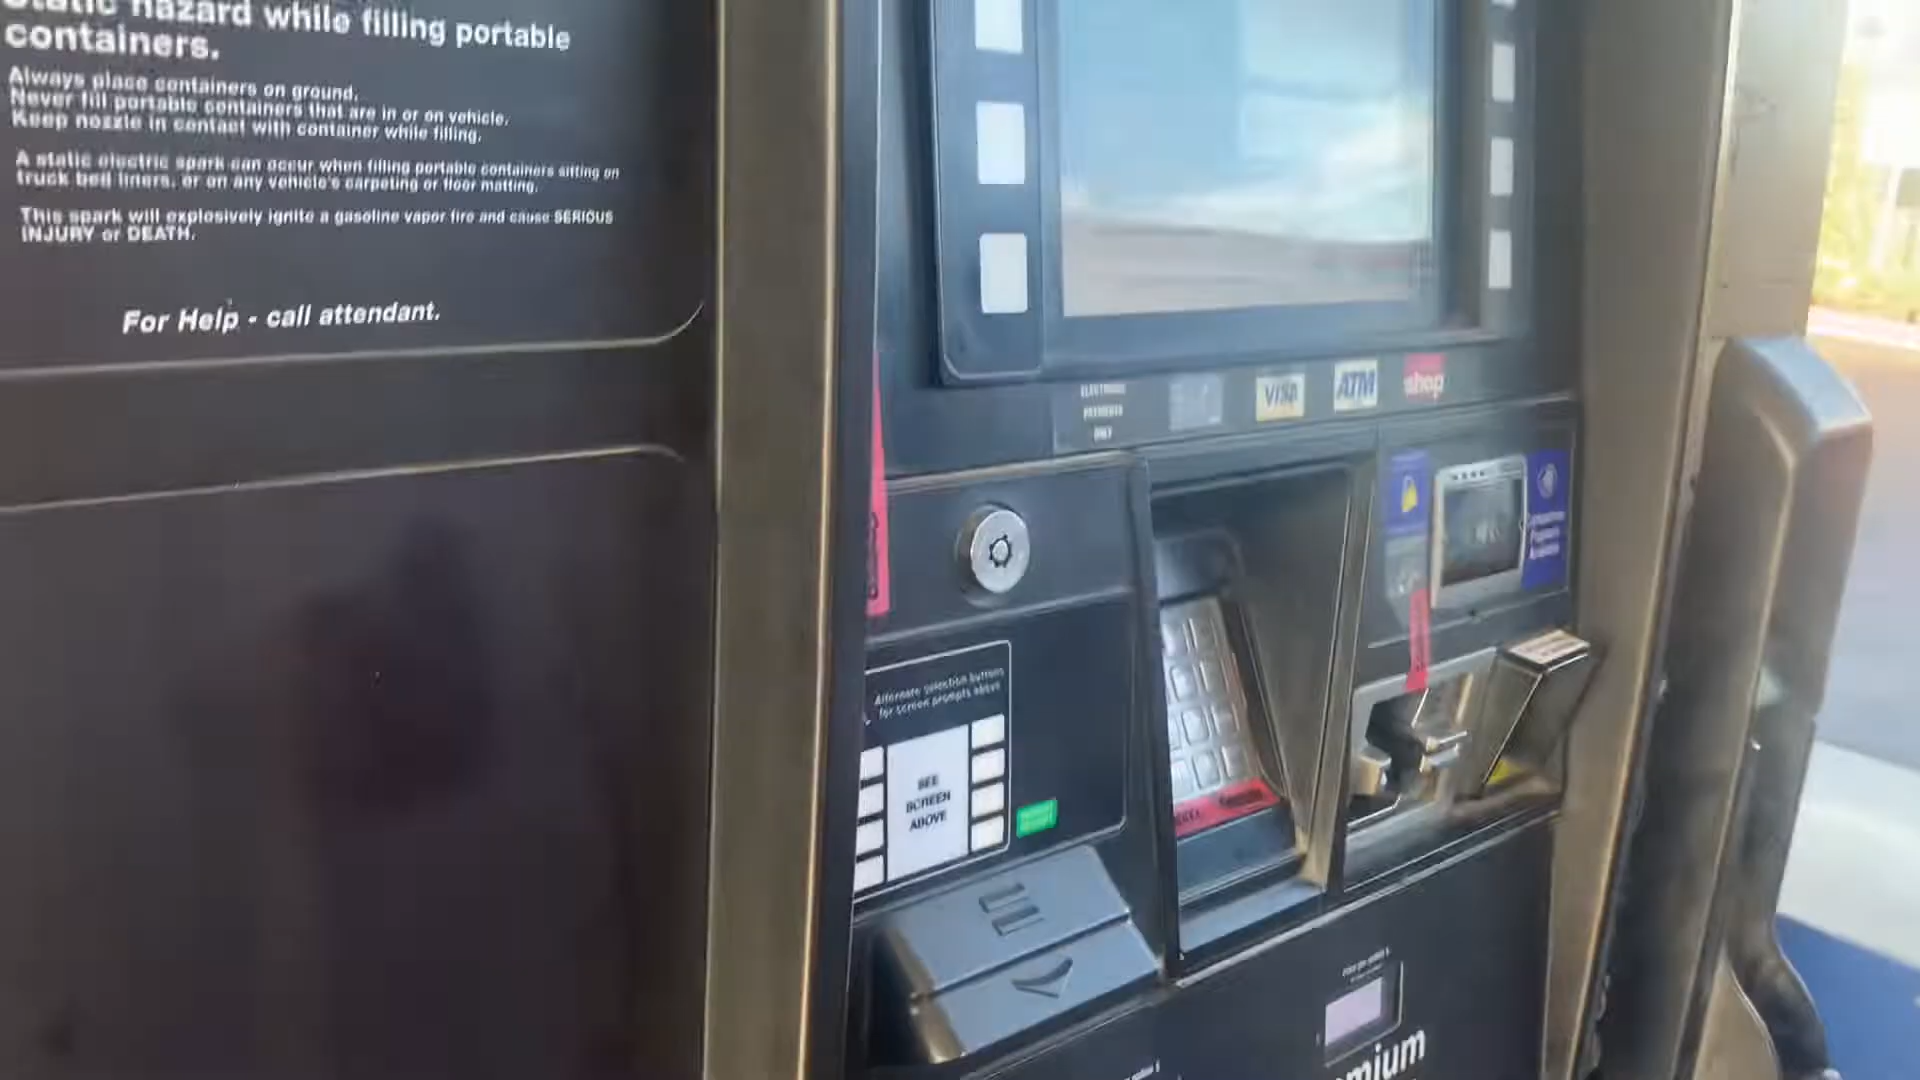 Static hazard while filling portable
containers.
Always place containers on ground.
Never fill portable containers that are in or on vehicle.
Keep nozzle in contact with container while filling.
A static electric spark can occur when filling portable containers sitting on
truck bed liners, or on any vehicle's carpeting or floor matting.
This spark will explosively ignite a gasoline vapor fire and cause SERIOUS
INJURY or DEATH.
For Help - call attendant.
ELECTRONIC
PAYMENTS
ONLY
VISA
ATM
shop
Alternate selection buttons
for screen prompts above
SEE
SCREEN
ABOVE
mium